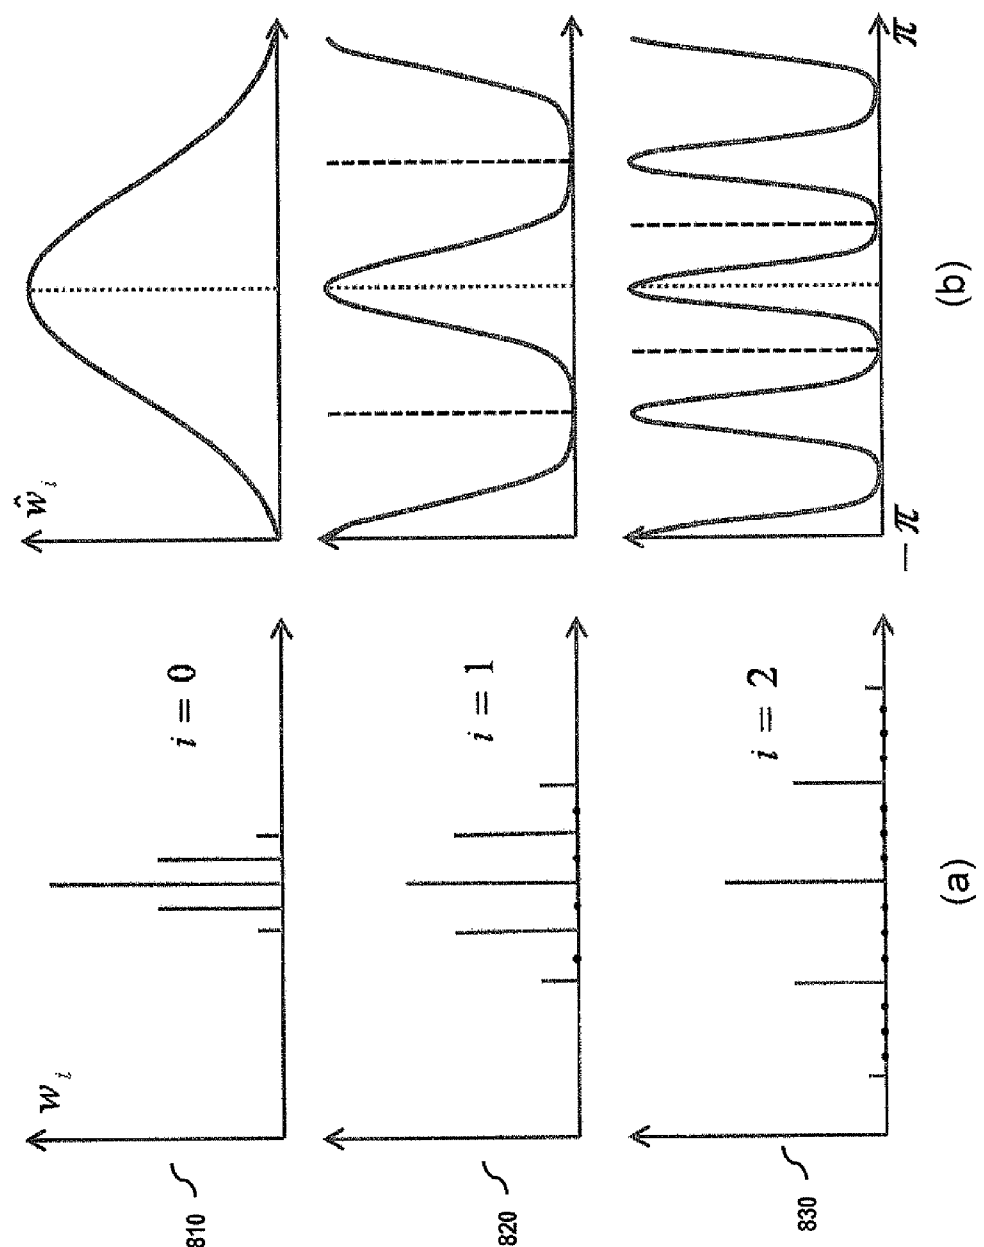 w_i
ŵ_i
810
i = 0
820
i = 1
830
i = 2
−π
π
(a)
(b)